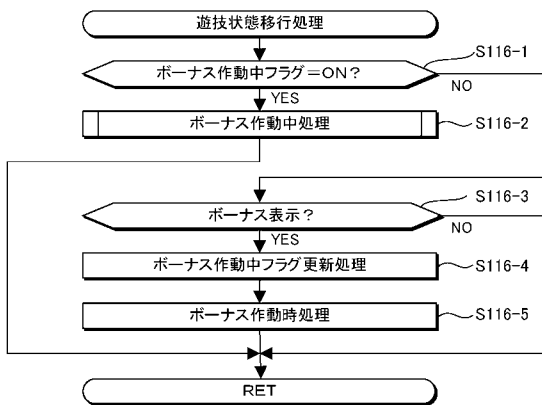 遊技状態移行処理
ボーナス作動中フラグ=ON?
S116-1
NO
YES
ボーナス作動中処理
S116-2
ボーナス表示?
S116-3
NO
YES
ボーナス作動中フラグ更新処理
S116-4
ボーナス作動時処理
S116-5
RET